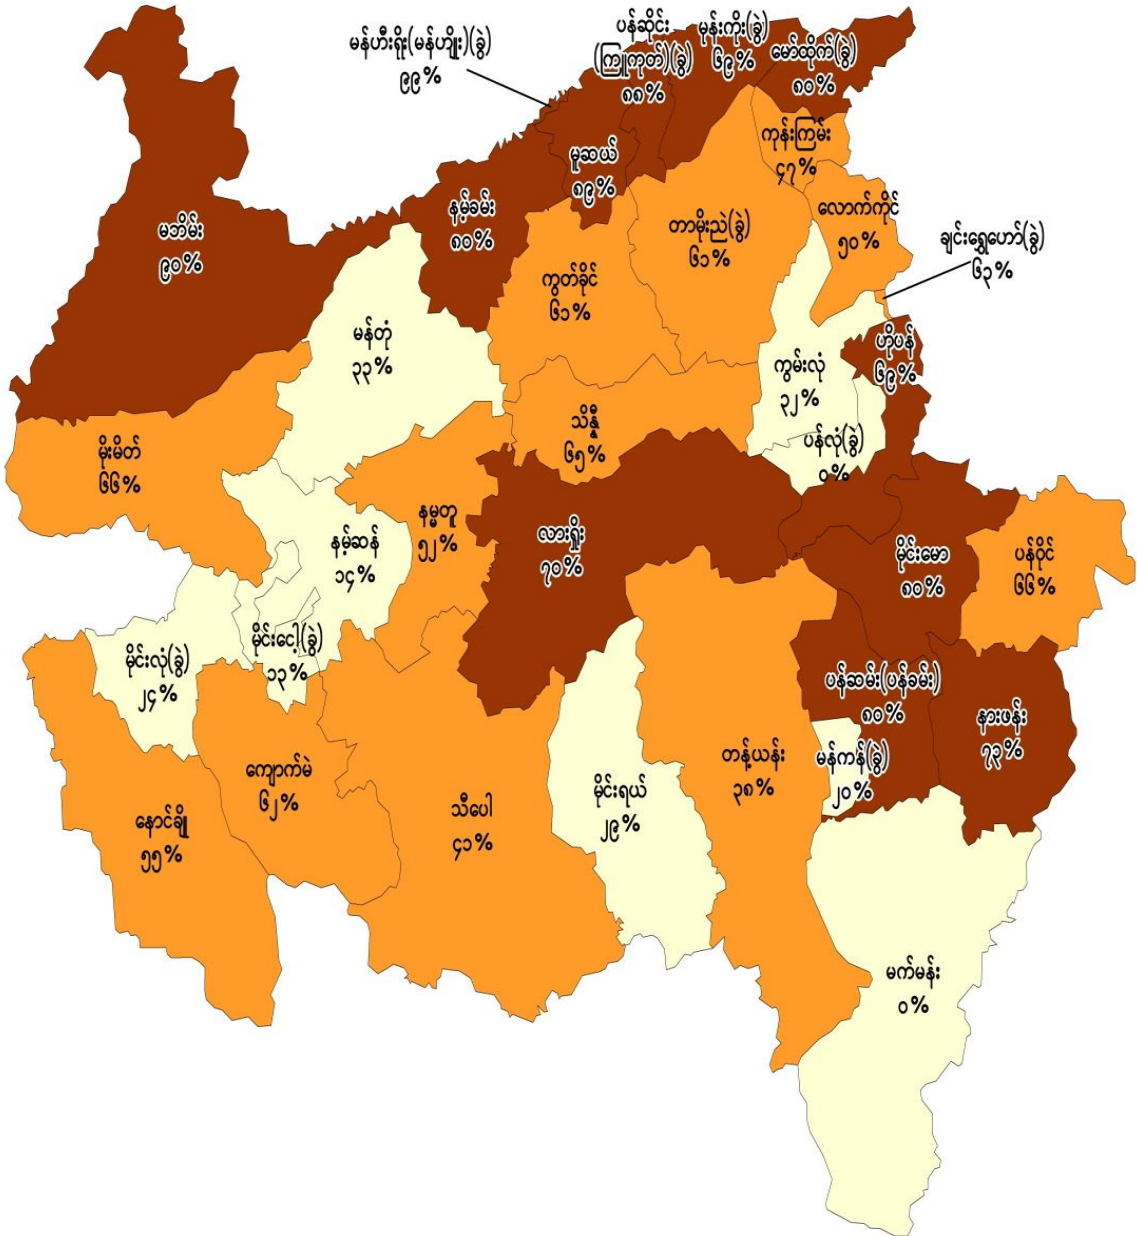 မန်ဟီးရိုး(မန်ဟျိုး)(ခွဲ)
၉၉%
ပန်ဆိုင်း
(ကြူကုတ်)(ခွဲ)
၈၈%
မုန်းကိုး(ခွဲ)
၆၉%
မော်ထိုက်(ခွဲ)
၈၀%
ကုန်းကြမ်း
၄၇%
မူဆယ်
၈၉%
နမ့်ခမ်း
၈၀%
မဘိမ်း
၉၀%
လောက်ကိုင်
၅၀%
တာမိုးညဲ(ခွဲ)
၆၁%
ချင်းရွှေဟော်(ခွဲ)
၆၃%
ကွတ်ခိုင်
၆၁%
မန်တုံ
၃၃%
ဟိုပန်
၆၉%
ကွမ်းလုံ
၃၂%
သိန္နီ
၆၅%
ပန်လုံ(ခွဲ)
၀%
မိုးမိတ်
၆၆%
နမ္မတူ
၅၂%
လားရှိုး
၇၀%
နမ့်ဆန်
၁၄%
မိုင်းမော
၈၀%
ပန်ဝိုင်
၆၆%
မိုင်းငေါ့(ခွဲ)
၁၃%
မိုင်းလုံ(ခွဲ)
၂၄%
ပန်ဆမ်း(ပန်ခမ်း)
၈၀%
နားဖန်း
၇၃%
မန်ကန်(ခွဲ)
၂၀%
တန့်ယန်း
၃၈%
ကျောက်မဲ
၆၂%
မိုင်းရယ်
၂၉%
သီပေါ
၄၁%
နောင်ချို
၅၅%
မက်မန်း
၀%